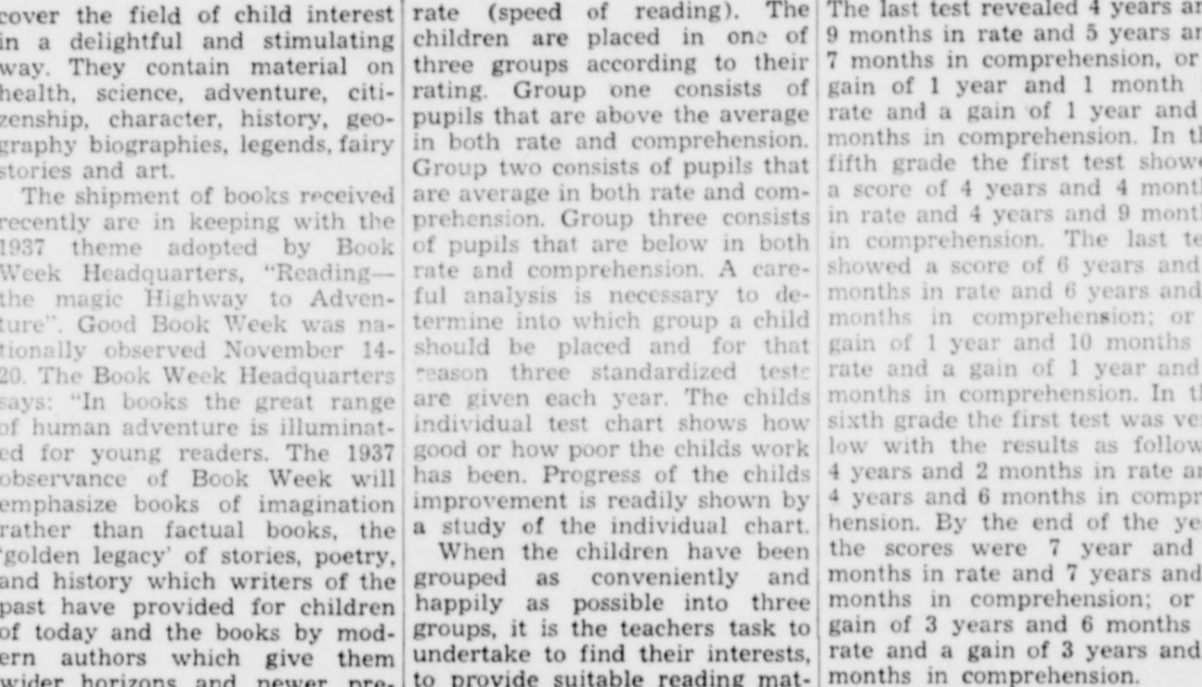 cover the field of child interest
in a delightful and stimulating
way. They contain material on
health, science, adventure, citi-
zenship, character, history, geo-
graphy biographies, legends, fairy
stories and art.
The shipment of books received
recently are in keeping with the
1937 theme adopted by Book
Week Headquarters, "Reading—
the magic Highway to Adven-
ture". Good Book Week was na-
tionally observed November 14-
20. The Book Week Headquarters
says: "In books the great range
of human adventure is illuminat-
ed for young readers. The 1937
observance of Book Week will
emphasize books of imagination
rather than factual books, the
'golden legacy' of stories, poetry,
and history which writers of the
past have provided for children
of today and the books by mod-
ern authors which give them
wider horizons and newer pre-
rate (speed of reading). The
children are placed in one of
three groups according to their
rating. Group one consists of
pupils that are above the average
in both rate and comprehension.
Group two consists of pupils that
are average in both rate and com-
prehension. Group three consists
of pupils that are below in both
rate and comprehension. A care-
ful analysis is necessary to de-
termine into which group a child
should be placed and for that
reason three standardized tests
are given each year. The childs
individual test chart shows how
good or how poor the childs work
has been. Progress of the childs
improvement is readily shown by
a study of the individual chart.
When the children have been
grouped as conveniently and
happily as possible into three
groups, it is the teachers task to
undertake to find their interests,
to provide suitable reading mat-
The last test revealed 4 years
9 months in rate and 5 years
7 months in comprehension, or
gain of 1 year and 1 month
rate and a gain of 1 year and
months in comprehension. In
fifth grade the first test
a score of 4 years and 4
in rate and 4 years and 9
in comprehension. The last
showed a score of 6 years and
months in rate and 6 years and
months in comprehension; or
gain of 1 year and 10 months
rate and a gain of 1 year and
months in comprehension. In
sixth grade the first test was
low with the results as
4 years and 2 months in rate
4 years and 6 months in
hension. By the end of the
the scores were 7 year and
months in rate and 7 years and
months in comprehension; or
gain of 3 years and 6 months
rate and a gain of 3 years and
months in comprehension.